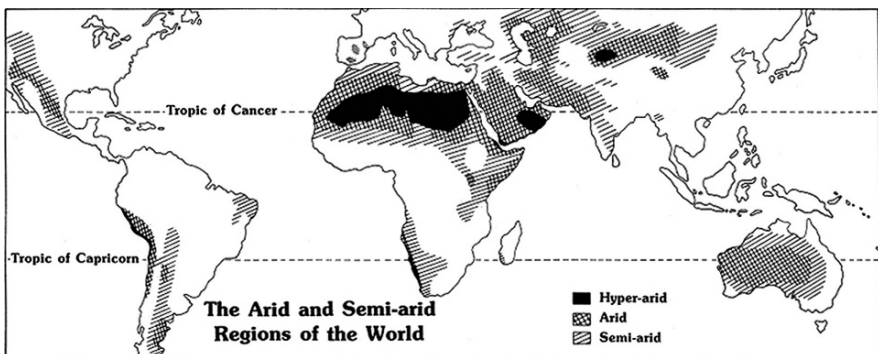 Tropic of Cancer
Tropic of Capricorn
The Arid and Semi-arid
Regions of the World
Hyper-arid
Arid
Semi-arid